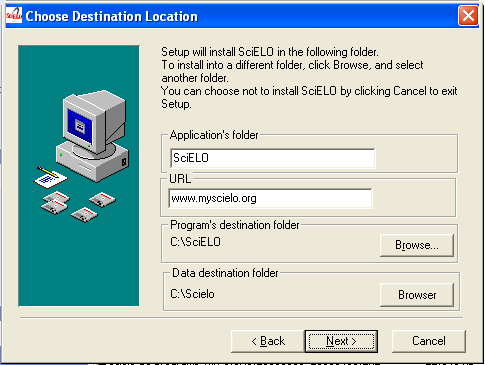 Choose Destination Location
Setup will install SciELO in the following folder.
To install into a different folder, click Browse, and select
another folder.
You can choose not to install SciELO by clicking Cancel to exit
Setup.
Application's folder
SciELO
URL
www.myscielo.org
Program's destination folder
C:\SciELO
Browse...
Data destination folder
C:\Scielo
Browser
< Back
Next >
Cancel